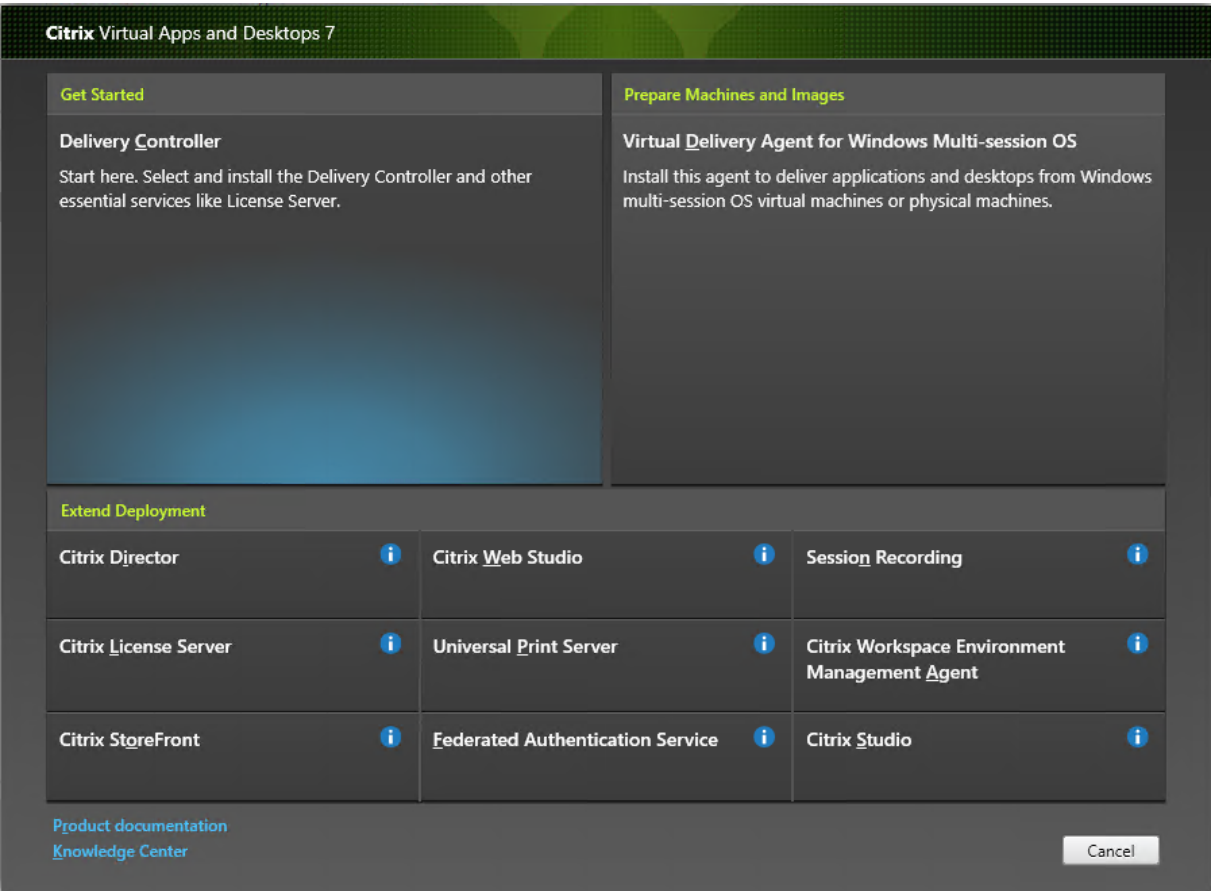 Citrix Virtual Apps and Desktops 7
Get Started
Delivery Controller
Start here. Select and install the Delivery Controller and other
essential services like License Server.
Prepare Machines and Images
Virtual Delivery Agent for Windows Multi-session OS
Install this agent to deliver applications and desktops from Windows
multi-session OS virtual machines or physical machines.
Extend Deployment
Citrix Director
Citrix Web Studio
Session Recording
Citrix License Server
Universal Print Server
Citrix Workspace Environment
Management Agent
Citrix StoreFront
Federated Authentication Service
Citrix Studio
Product documentation
Knowledge Center
Cancel